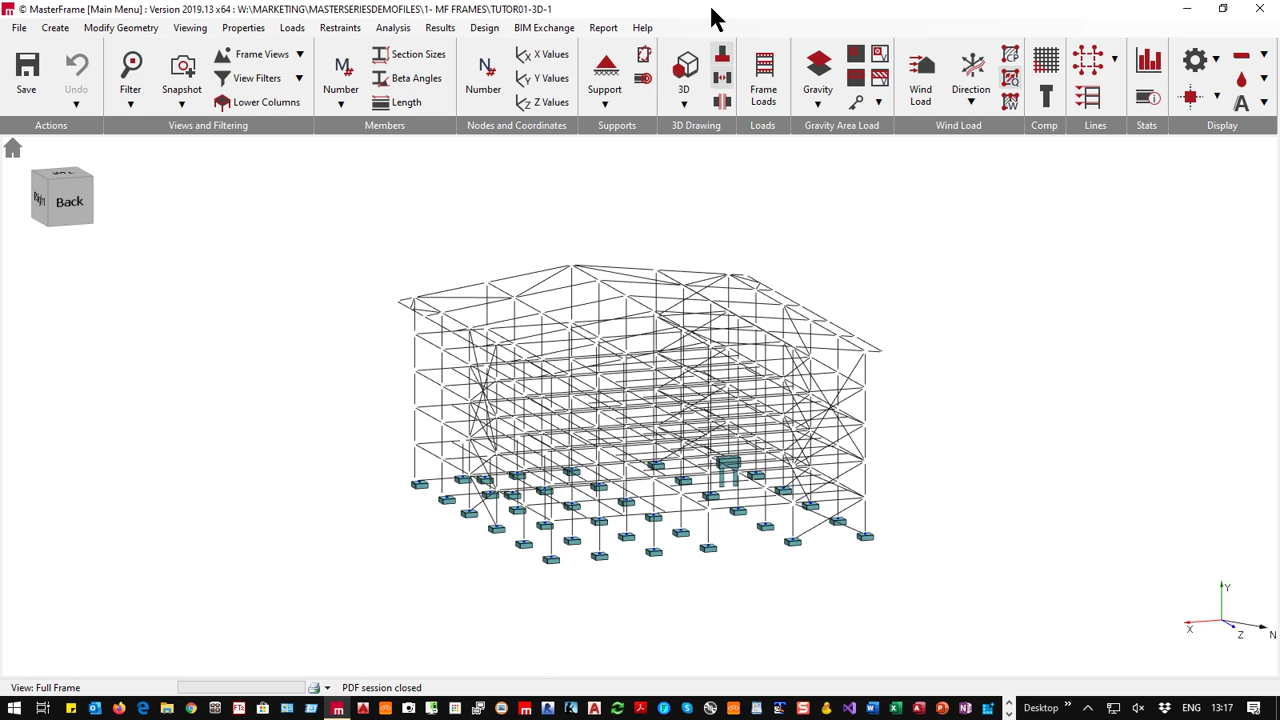 © MasterFrame [Main Menu] : Version 2019.13 x64 : W:\MARKETING\MASTERSERIESDEMOFILES\1- MF FRAMES\TUTOR01-3D-1
File Create Modify Geometry Viewing Properties Loads Restraints Analysis Results Design BIM Exchange Report Help
Frame Views Section Sizes X Values
View Filters Beta Angles Y Values
Save Undo Filter Snapshot Number Number Support 3D Frame Loads Gravity Wind Load Direction
Lower Columns Length Z Values
Actions Views and Filtering Members Nodes and Coordinates Supports 3D Drawing Loads Gravity Area Load Wind Load Comp Lines Stats Display
Right Back
Y
X Z N
View: Full Frame PDF session closed
Desktop ENG 13:17